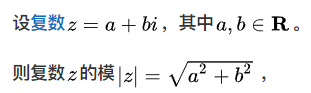 设复数z = a + bi，其中a, b ∈ R 。
则复数z的模|z| = √(a² + b²) ，